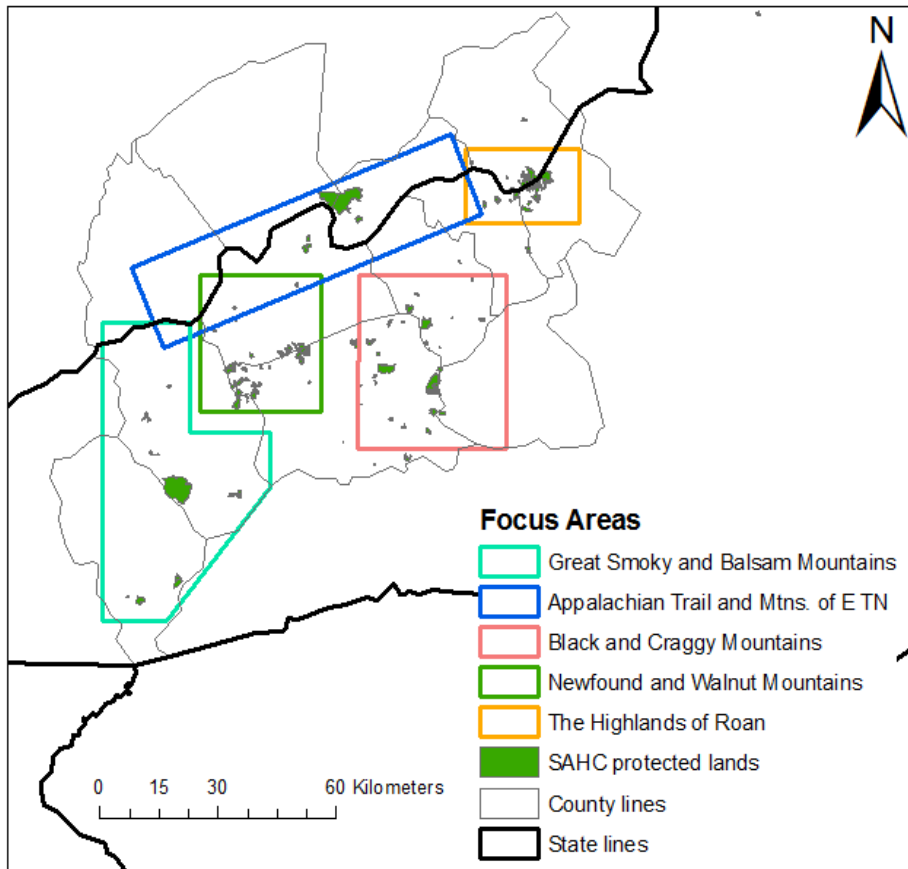 N
Focus Areas
Great Smoky and Balsam Mountains
Appalachian Trail and Mtns. of E TN
Black and Craggy Mountains
Newfound and Walnut Mountains
The Highlands of Roan
SAHC protected lands
County lines
State lines
0 15 30 60 Kilometers